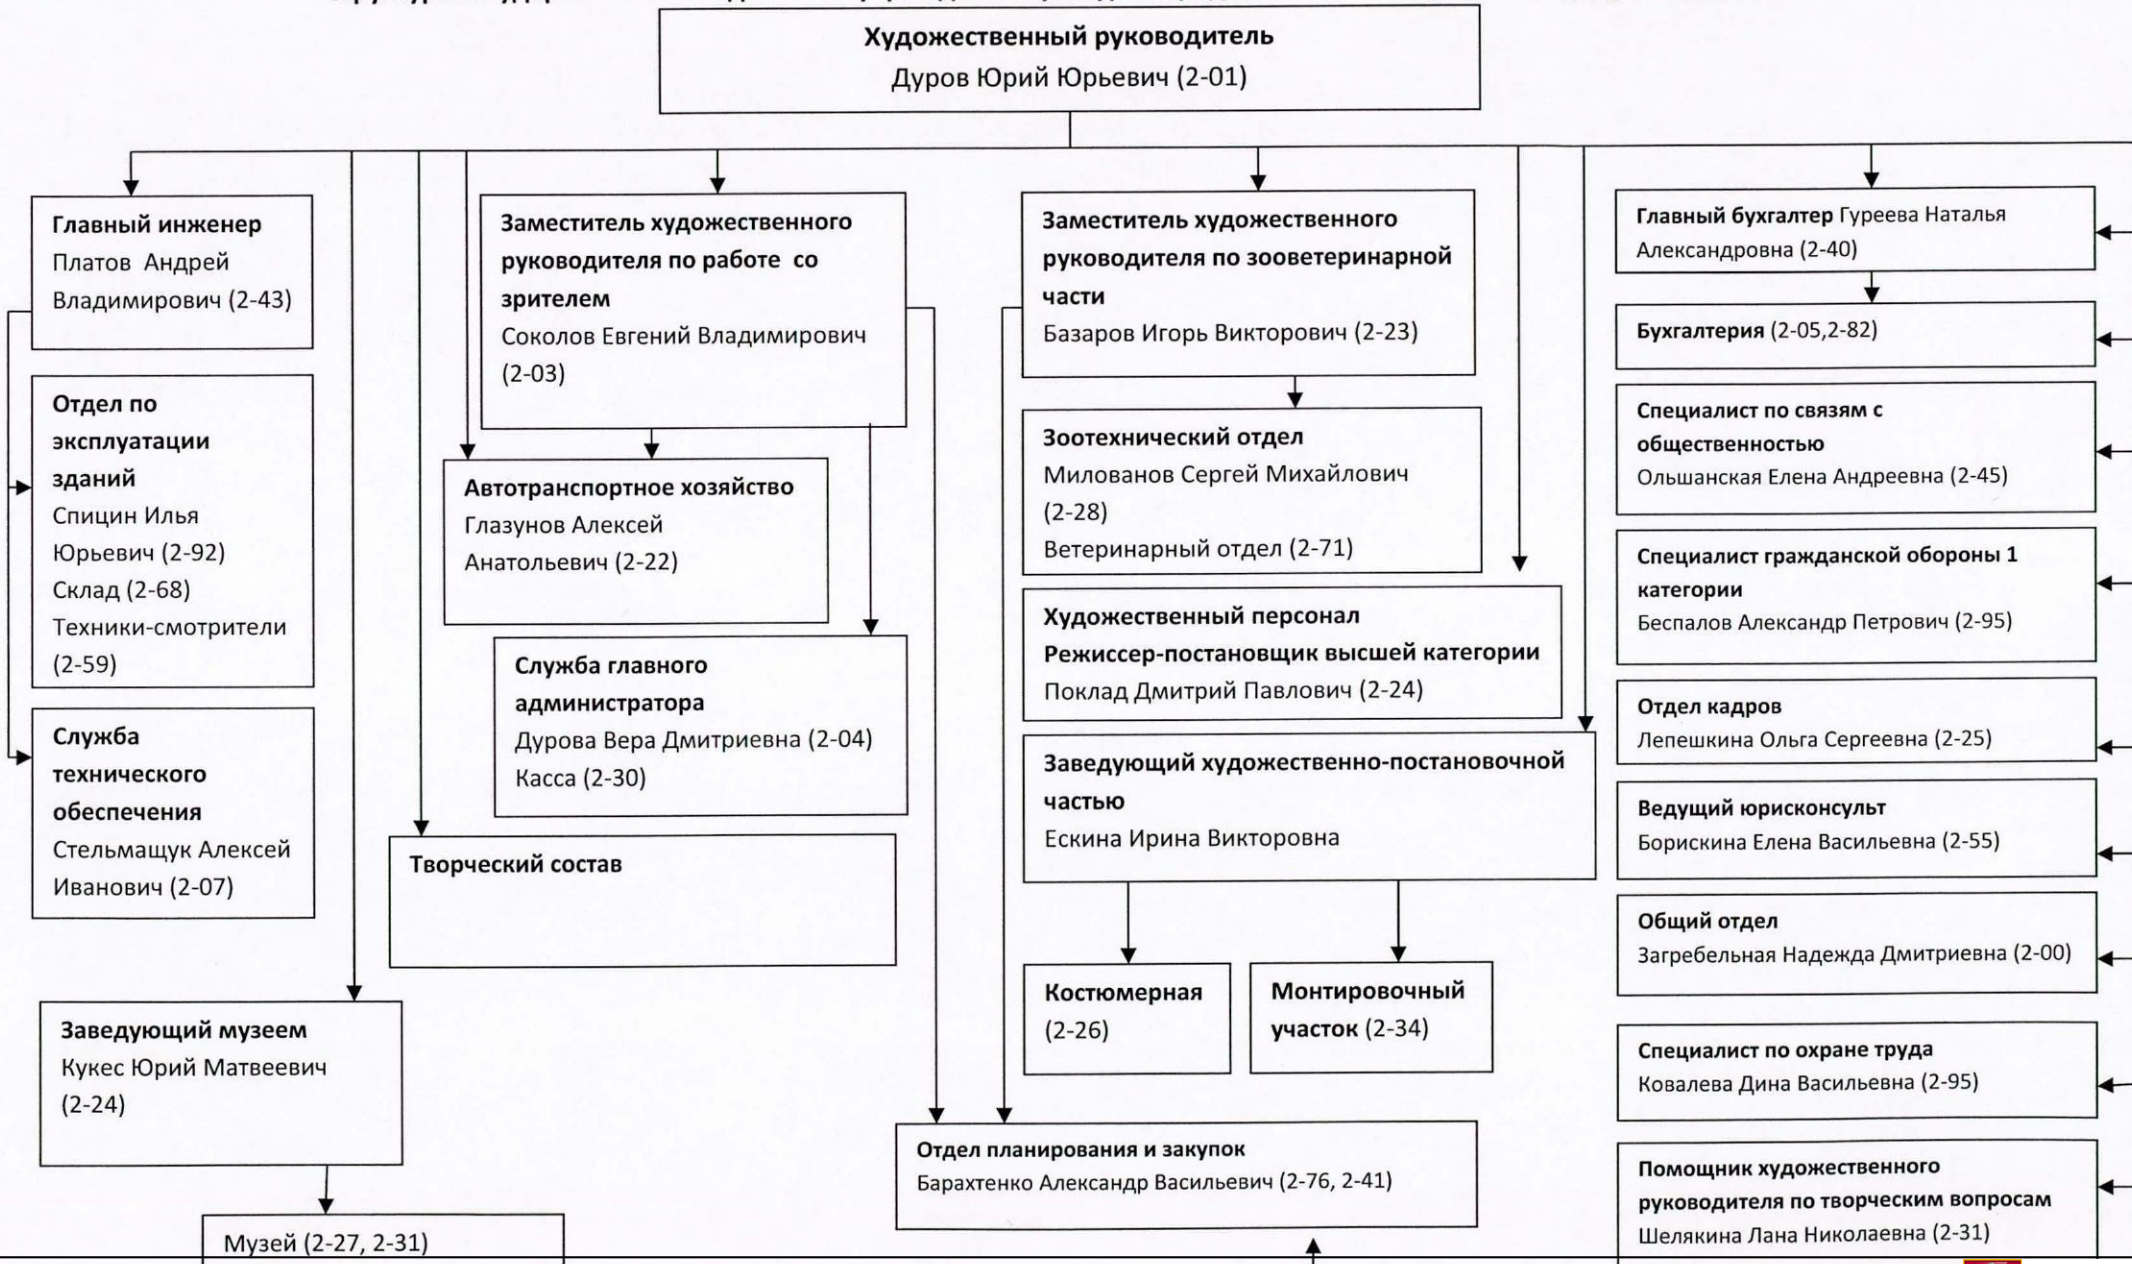 Художественный руководитель
Дуров Юрий Юрьевич (2-01)
Главный инженер
Платов Андрей
Владимирович (2-43)
Отдел по
эксплуатации
зданий
Спицин Илья
Юрьевич (2-92)
Склад (2-68)
Техники-смотрители
(2-59)
Служба
технического
обеспечения
Стельмащук Алексей
Иванович (2-07)
Заведующий музеем
Кукес Юрий Матвеевич
(2-24)
Музей (2-27, 2-31)
Заместитель художественного
руководителя по работе со
зрителем
Соколов Евгений Владимирович
(2-03)
Автотранспортное хозяйство
Глазунов Алексей
Анатольевич (2-22)
Служба главного
администратора
Дурова Вера Дмитриевна (2-04)
Касса (2-30)
Творческий состав
Заместитель художественного
руководителя по зооветеринарной
части
Базаров Игорь Викторович (2-23)
Зоотехнический отдел
Милованов Сергей Михайлович
(2-28)
Ветеринарный отдел (2-71)
Художественный персонал
Режиссер-постановщик высшей категории
Поклад Дмитрий Павлович (2-24)
Заведующий художественно-постановочной
частью
Ескина Ирина Викторовна
Костюмерная
(2-26)
Монтировочный
участок (2-34)
Отдел планирования и закупок
Барахтенко Александр Васильевич (2-76, 2-41)
Главный бухгалтер Гуреева Наталья
Александровна (2-40)
Бухгалтерия (2-05,2-82)
Специалист по связям с
общественностью
Ольшанская Елена Андреевна (2-45)
Специалист гражданской обороны 1
категории
Беспалов Александр Петрович (2-95)
Отдел кадров
Лепешкина Ольга Сергеевна (2-25)
Ведущий юрисконсульт
Борискина Елена Васильевна (2-55)
Общий отдел
Загребельная Надежда Дмитриевна (2-00)
Специалист по охране труда
Ковалева Дина Васильевна (2-95)
Помощник художественного
руководителя по творческим вопросам
Шелякина Лана Николаевна (2-31)